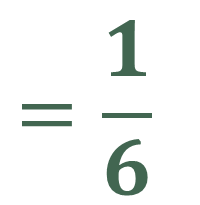 = 1/6